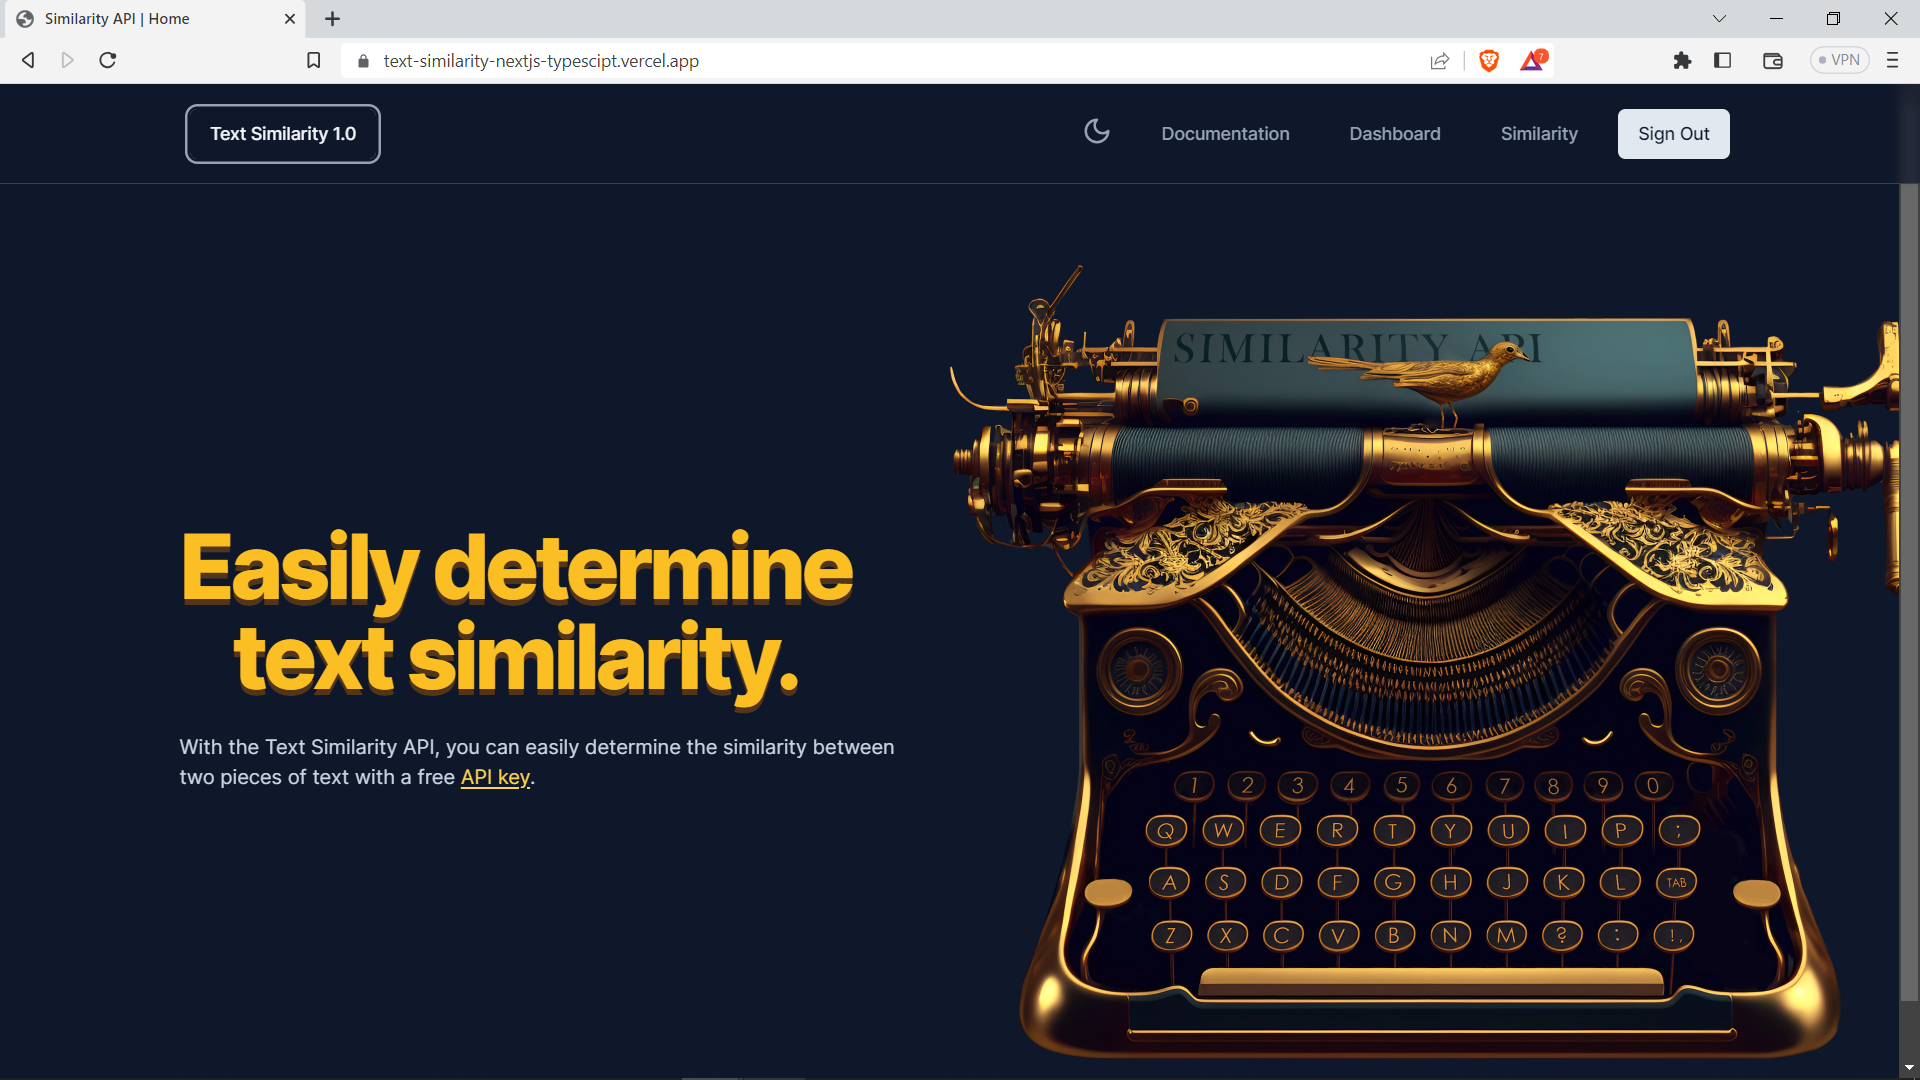 Similarity API | Home
text-similarity-nextjs-typescipt.vercel.app
7
VPN
Text Similarity 1.0
Documentation
Dashboard
Similarity
Sign Out
SIMILARITY API
Easily determine
text similarity.
With the Text Similarity API, you can easily determine the similarity between
two pieces of text with a free API key.
1 2 3 4 5 6 7 8 9 0
Q W E R T Y U I P ;
A S D F G H J K L TAB
Z X C V B N M ? : !,